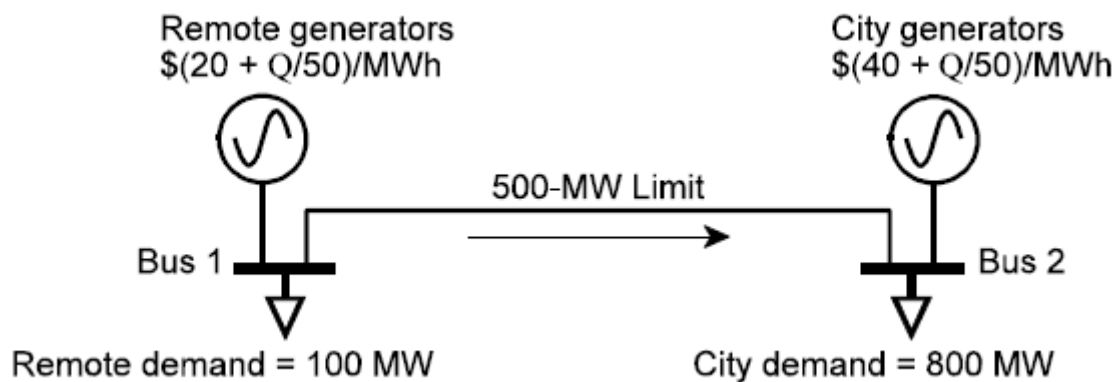 Remote generators
$(20 + Q/50)/MWh
City generators
$(40 + Q/50)/MWh
500-MW Limit
Bus 1
Bus 2
Remote demand = 100 MW
City demand = 800 MW